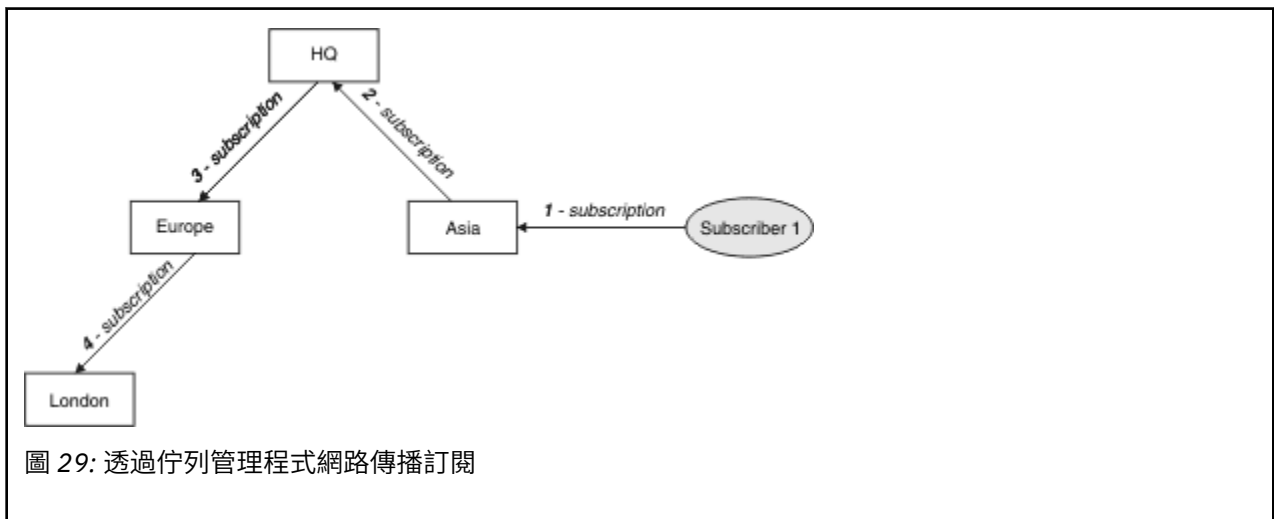 HQ
3 - subscription
2 - subscription
Europe
Asia
1 - subscription
Subscriber 1
4 - subscription
London
圖 29: 透過佇列管理程式網路傳播訂閱